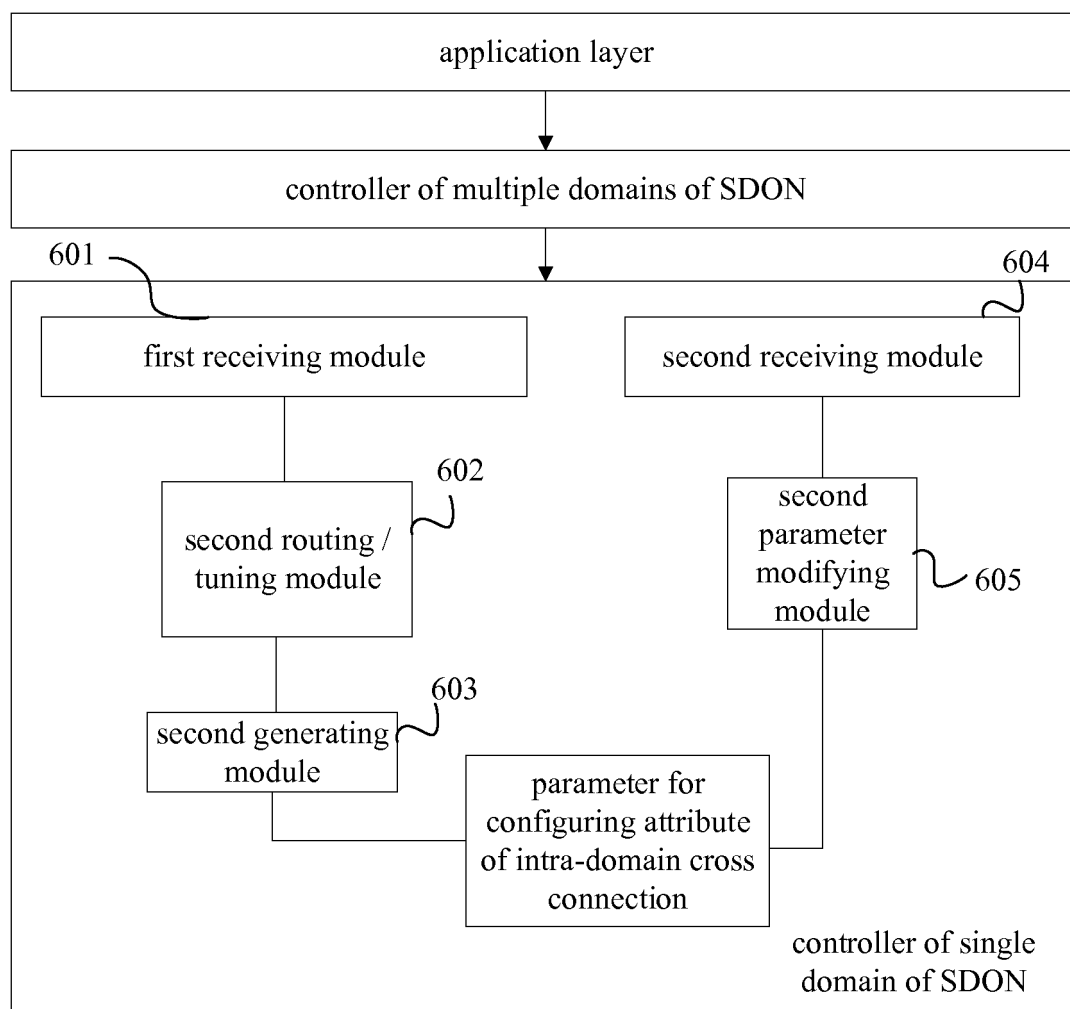 application layer
controller of multiple domains of SDON
601
604
first receiving module
second receiving module
602
second routing /
tuning module
second
parameter
modifying
module
605
603
second generating
module
parameter for
configuring attribute
of intra-domain cross
connection
controller of single
domain of SDON